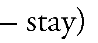 – stay)